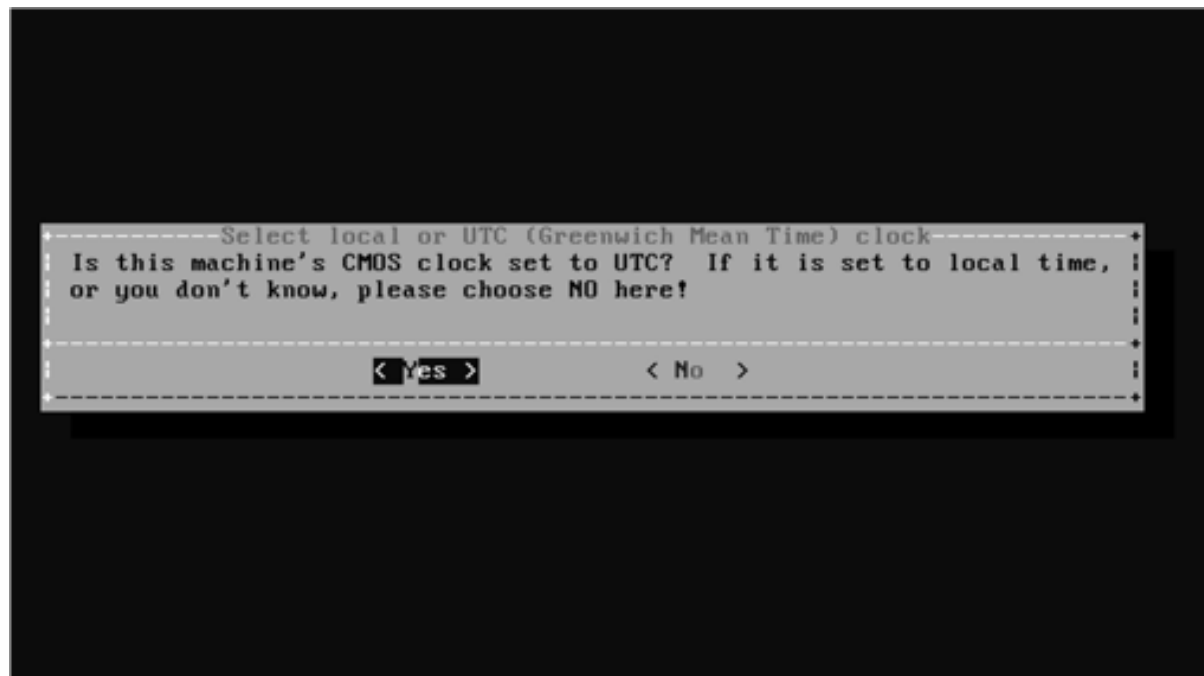 Select local or UTC (Greenwich Mean Time) clock
Is this machine's CMOS clock set to UTC?  If it is set to local time,
or you don't know, please choose NO here!
< Yes > < No >